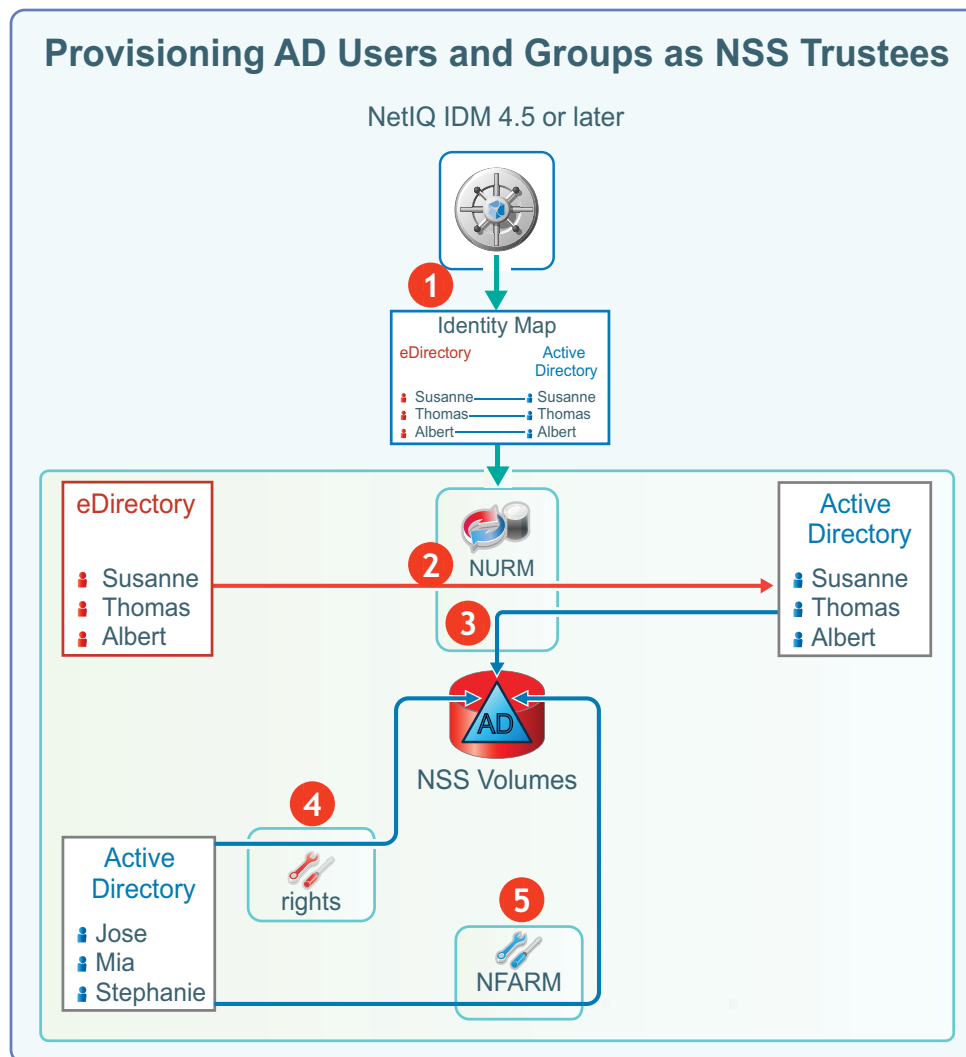 Provisioning AD Users and Groups as NSS Trustees
NetIQ IDM 4.5 or later
1
Identity Map
eDirectory
Active
Directory
Susanne Susanne
Thomas Thomas
Albert Albert
eDirectory
Susanne
Thomas
Albert
NURM
2
3
Active
Directory
Susanne
Thomas
Albert
AD
NSS Volumes
4
rights
Active
Directory
Jose
Mia
Stephanie
5
NFARM